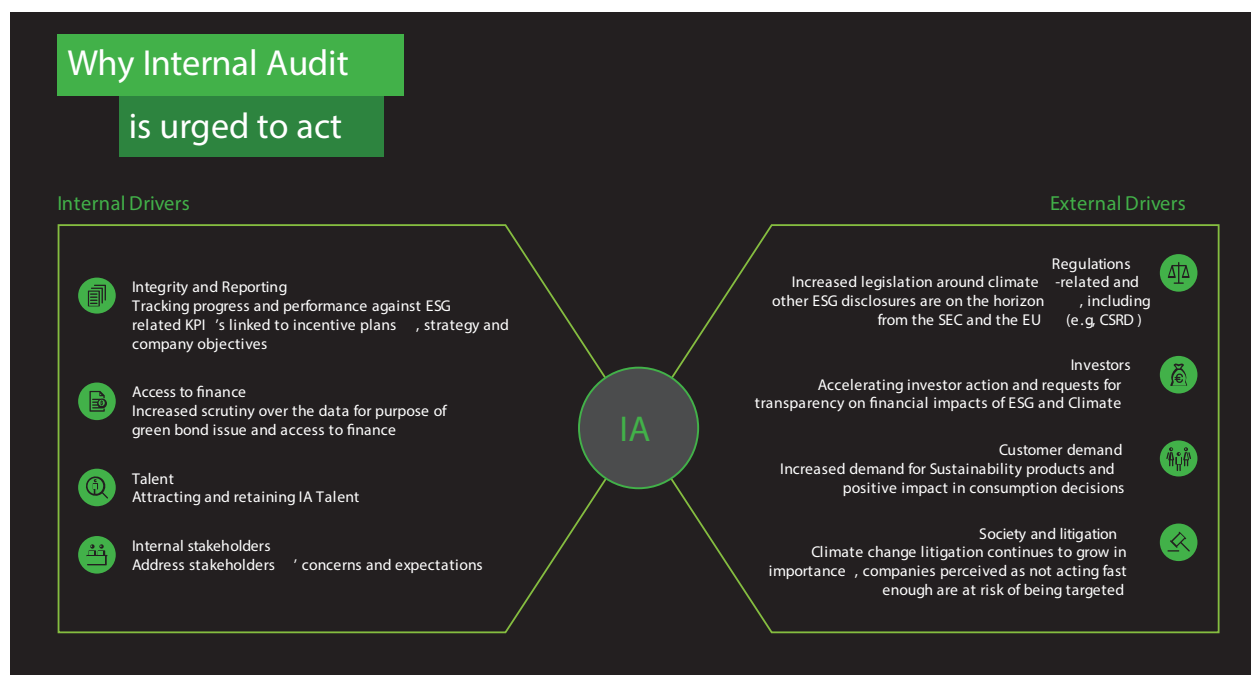 Why Internal Audit
is urged to act
Internal Drivers
Integrity and Reporting
Tracking progress and performance against ESG
related KPI 's linked to incentive plans , strategy and
company objectives
Access to finance
Increased scrutiny over the data for purpose of
green bond issue and access to finance
Talent
Attracting and retaining IA Talent
Internal stakeholders
Address stakeholders ' concerns and expectations
IA
External Drivers
Regulations
Increased legislation around climate -related and
other ESG disclosures are on the horizon , including
from the SEC and the EU (e.g, CSRD )
Investors
Accelerating investor action and requests for
transparency on financial impacts of ESG and Climate
Customer demand
Increased demand for Sustainability products and
positive impact in consumption decisions
Society and litigation
Climate change litigation continues to grow in
importance , companies perceived as not acting fast
enough are at risk of being targeted